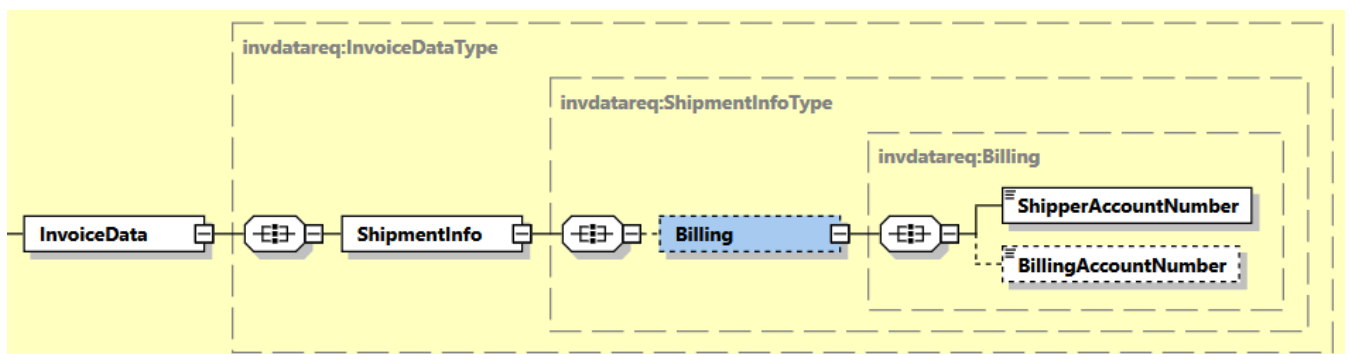 invdatareq:InvoiceDataType
invdatareq:ShipmentInfoType
invdatareq:Billing
ShipperAccountNumber
InvoiceData
ShipmentInfo
Billing
BillingAccountNumber